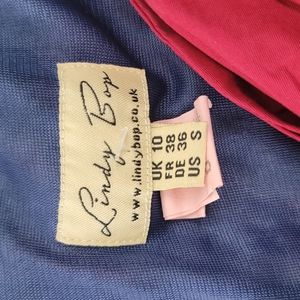 Lindy Bop
www.lindybop.co.uk
UK 10
FR 38
DE 36
US S